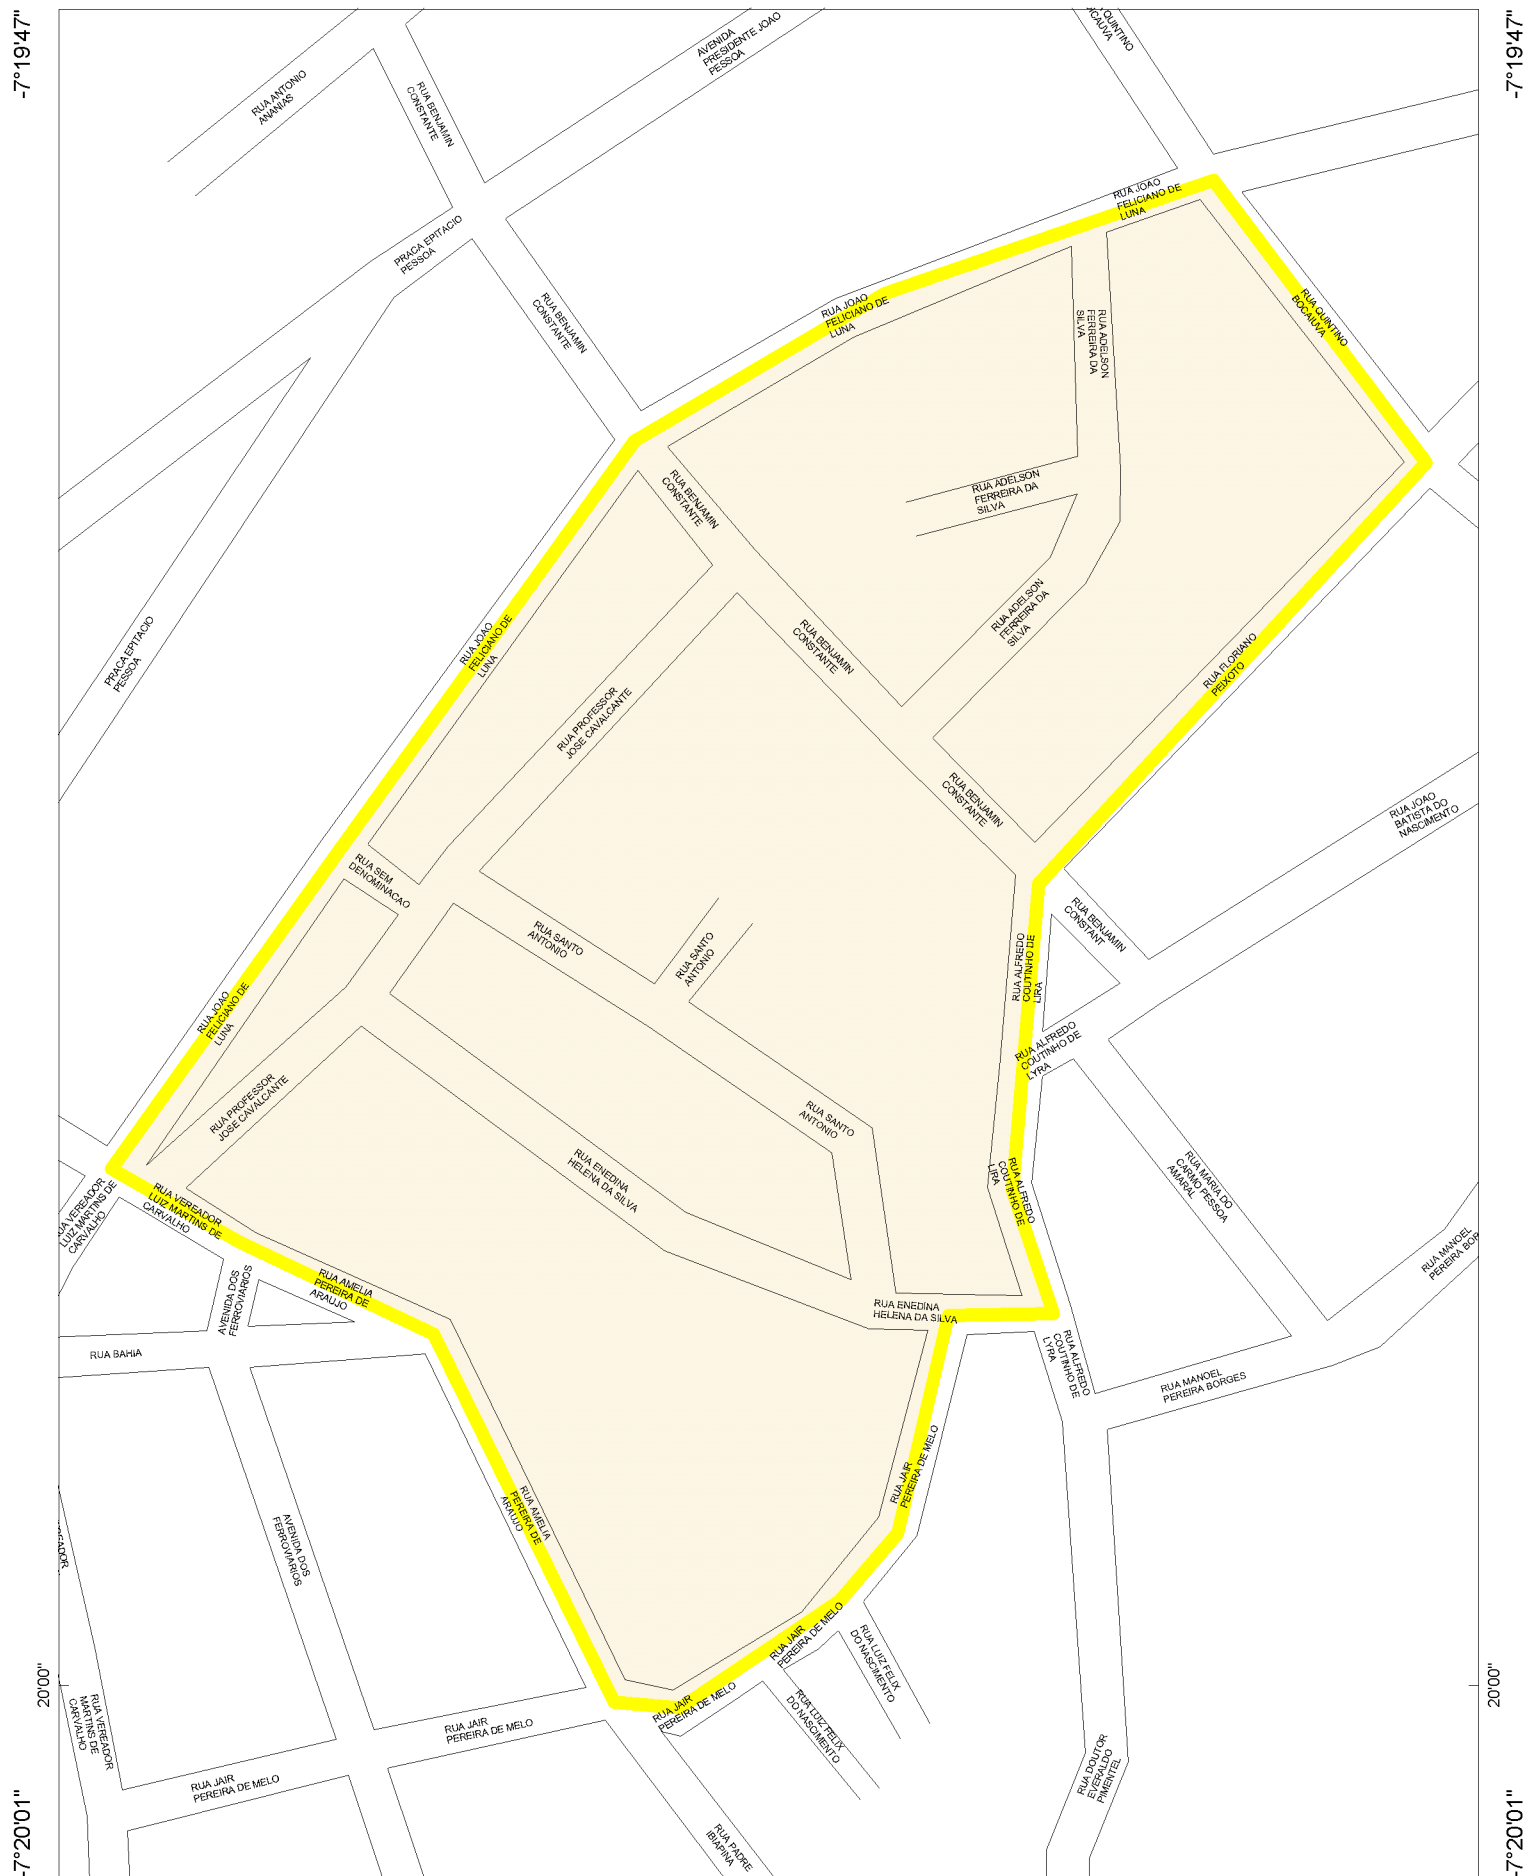 -7°19'47"
-7°19'47"
RUA ANTONIO
ANANIAS
RUA BENJAMIN
CONSTANTE
AVENIDA
PRESIDENTE JOAO
PESSOA
QUINTINO
PRACA EPITACIO
PESSOA
RUA BENJAMIN
CONSTANTE
RUA JOAO
FELICIANO DE
LUNA
RUA JOAO
FELICIANO DE
LUNA
RUA ADELSON
FERREIRA DA
SILVA
RUA QUINTINO
BOCAIUVA
RUA BENJAMIN
CONSTANTE
RUA ADELSON
FERREIRA DA
SILVA
RUA ADELSON
FERREIRA DA
SILVA
PRACA EPITACIO
PESSOA
RUA JOAO
FELICIANO DE
LUNA
RUA BENJAMIN
CONSTANTE
RUA FLORIANO
PEIXOTO
RUA PROFESSOR
JOSE CAVALCANTE
RUA BENJAMIN
CONSTANTE
RUA JOAO
BATISTA DO
NASCIMENTO
RUA SEM
DENOMINACAO
RUA SANTO
ANTONIO
RUA SANTO
ANTONIO
RUA BENJAMIN
CONSTANT
RUA ALFREDO
COUTINHO DE
LIRA
RUA JOAO
FELICIANO DE
LUNA
RUA ALFREDO
COUTINHO DE
LYRA
RUA PROFESSOR
JOSE CAVALCANTE
RUA SANTO
ANTONIO
RUA ENEDINA
HELENA DA SILVA
RUA ALFREDO
COUTINHO DE
LIRA
RUA MARIA DO
CARMO PESSOA
AMARAL
RUA VEREADOR
LUIZ MARTINS DE
CARVALHO
RUA VEREADOR
LUIZ MARTINS DE
CARVALHO
RUA MANOEL
PEREIRA BOR
AVENIDA DOS
FERROVIARIOS
RUA AMELIA
PEREIRA DE
ARAUJO
RUA ENEDINA
HELENA DA SILVA
RUA BAHIA
RUA ALFREDO
COUTINHO DE
LYRA
RUA MANOEL
PEREIRA BORGES
RUA JAIR
PEREIRA DE MELO
RUA AMELIA
PEREIRA DE
ARAUJO
AVENIDA DOS
FERROVIARIOS
RUA JAIR
PEREIRA DE MELO
RUA LUIZ FELIX
DO NASCIMENTO
20'00"
20'00"
RUA VEREADOR
MARTINS DE
CARVALHO
RUA JAIR
PEREIRA DE MELO
RUA JAIR
PEREIRA DE MELO
RUA LUIZ FELIX
DO NASCIMENTO
RUA JAIR
PEREIRA DE MELO
RUA DOUTOR
EVERALDO
PIMENTEL
RUA PADRE
IBIAPINA
-7°20'01"
-7°20'01"